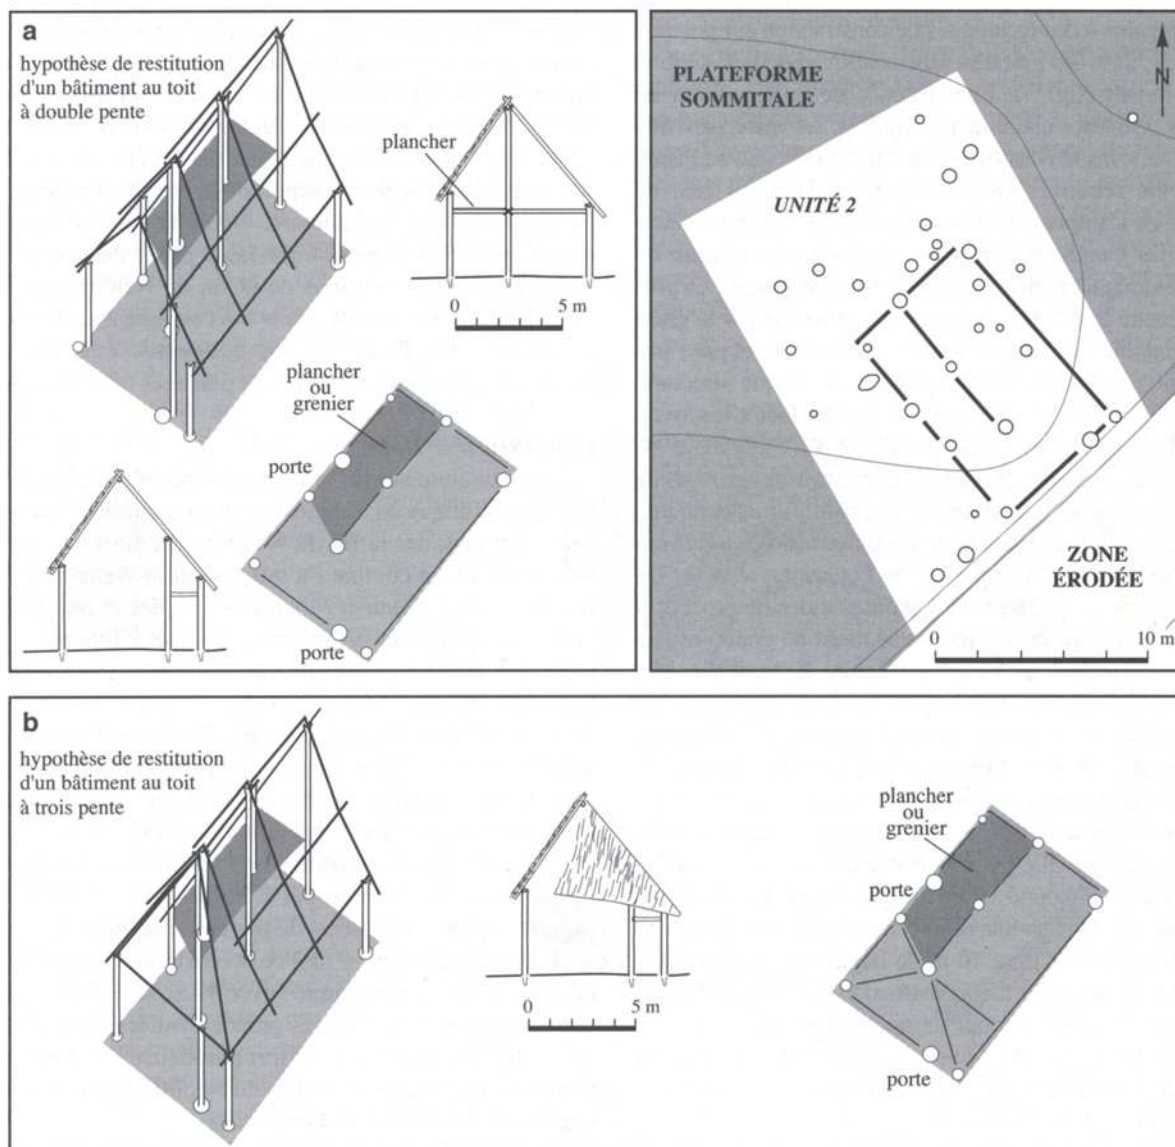 a
hypothèse de restitution
d'un bâtiment au toit
à double pente
plancher
0 5 m
plancher
ou
grenier
porte
porte
PLATEFORME
SOMMITALE
N
UNITÉ 2
ZONE
ÉRODÉE
0 10 m
b
hypothèse de restitution
d'un bâtiment au toit
à trois pente
0 5 m
plancher
ou
grenier
porte
porte